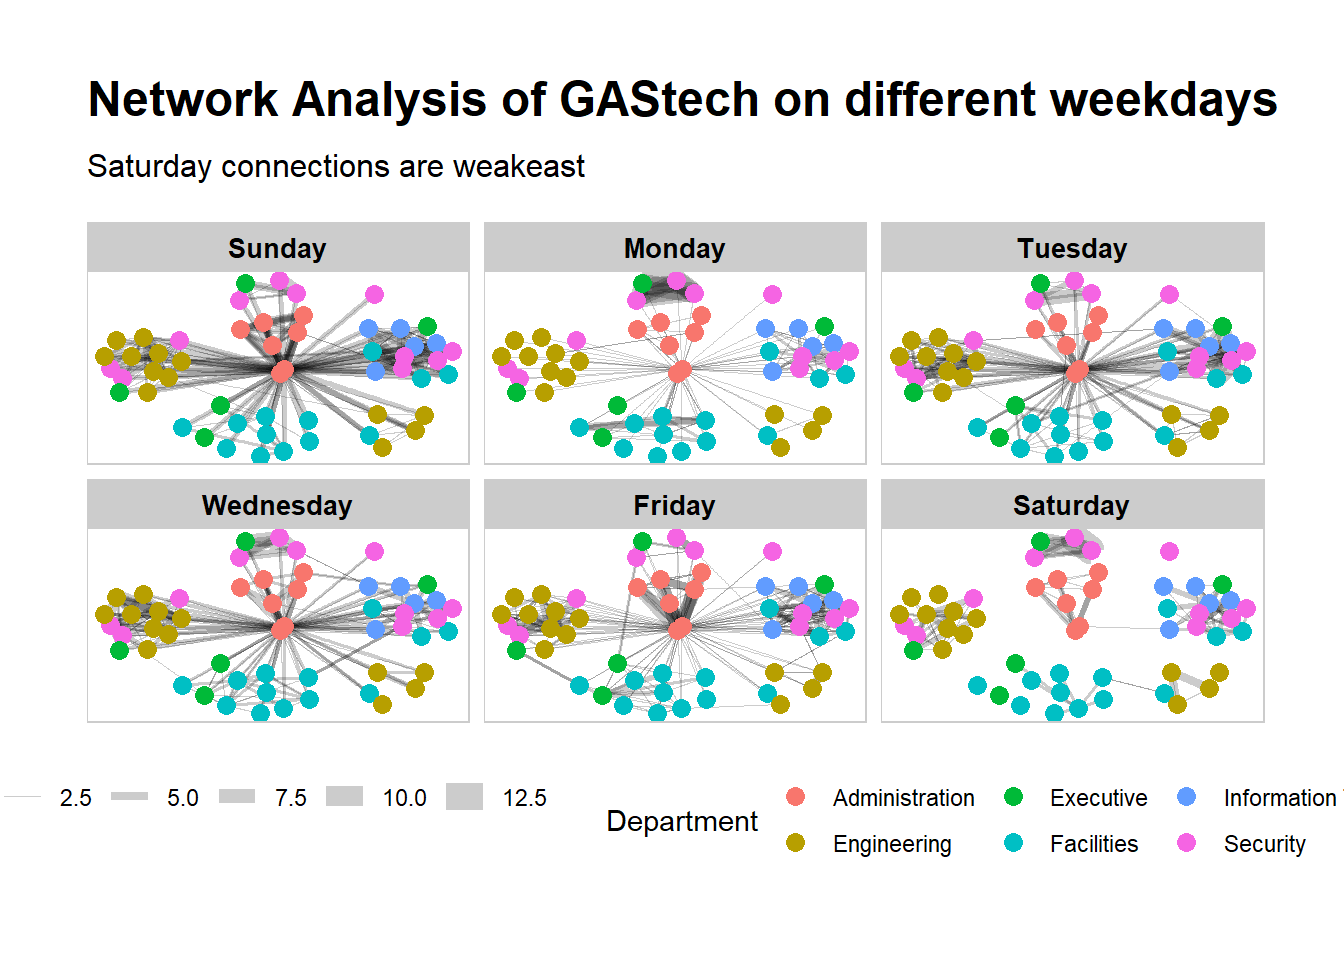 Network Analysis of GAStech on different weekdays
Saturday connections are weakeast
Sunday Monday Tuesday
Wednesday Friday Saturday
2.5 5.0 7.5 10.0 12.5 Department Administration Executive Information
Engineering Facilities Security